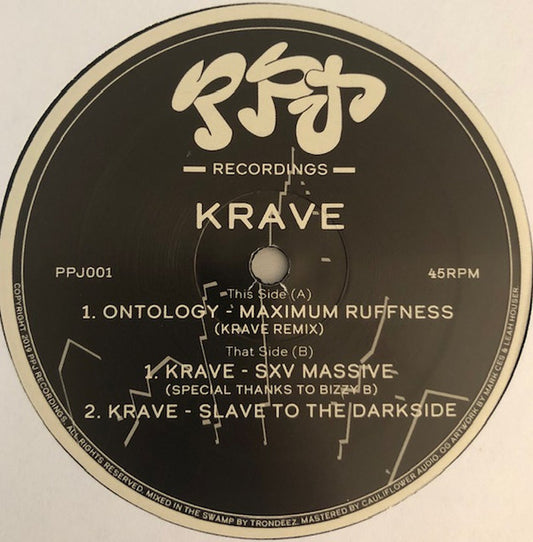 PPJ
RECORDINGS
KRAVE
PPJ001
45RPM
This Side (A)
1. ONTOLOGY - MAXIMUM RUFFNESS
(KRAVE REMIX)
That Side (B)
1. KRAVE - SXV MASSIVE
(SPECIAL THANKS TO BIZZY B)
2. KRAVE - SLAVE TO THE DARKSIDE
COPYRIGHT 2019 PPJ RECORDINGS. ALL RIGHTS RESERVED. MIXED IN THE SWAMP BY TRONDEEZ. MASTERED BY CAULIFLOWER AUDIO. OG ARTWORK BY MARK CES & LEAH HOUSER.